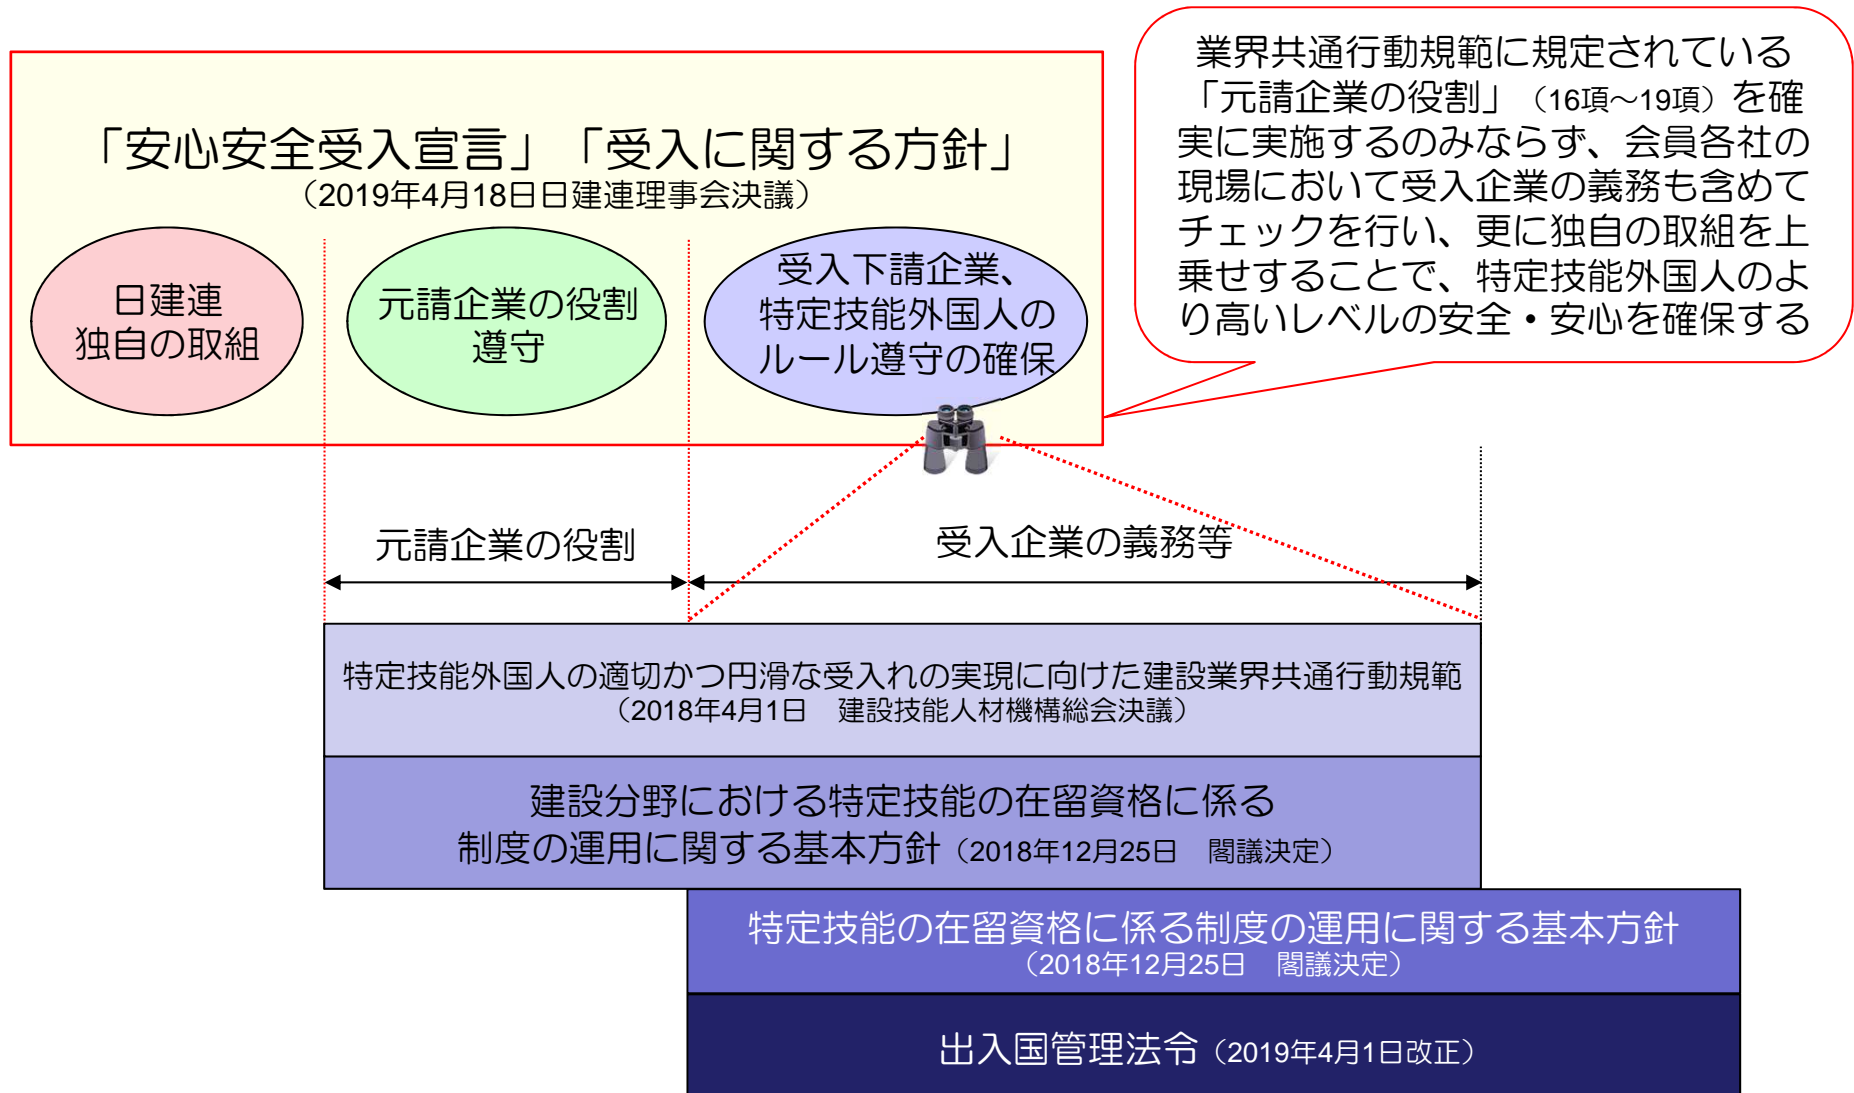 「安心安全受入宣言」「受入に関する方針」
（2019年4月18日日建連理事会決議）
日建連
独自の取組
元請企業の役割
遵守
受入下請企業、
特定技能外国人の
ルール遵守の確保
業界共通行動規範に規定されている
「元請企業の役割」（16項～19項）を確
実に実施するのみならず、会員各社の
現場において受入企業の義務も含めて
チェックを行い、更に独自の取組を上
乗せすることで、特定技能外国人のよ
り高いレベルの安全・安心を確保する
元請企業の役割
受入企業の義務等
特定技能外国人の適切かつ円滑な受入れの実現に向けた建設業界共通行動規範
（2018年4月1日　建設技能人材機構総会決議）
建設分野における特定技能の在留資格に係る
制度の運用に関する基本方針（2018年12月25日　閣議決定）
特定技能の在留資格に係る制度の運用に関する基本方針
（2018年12月25日　閣議決定）
出入国管理法令（2019年4月1日改正）